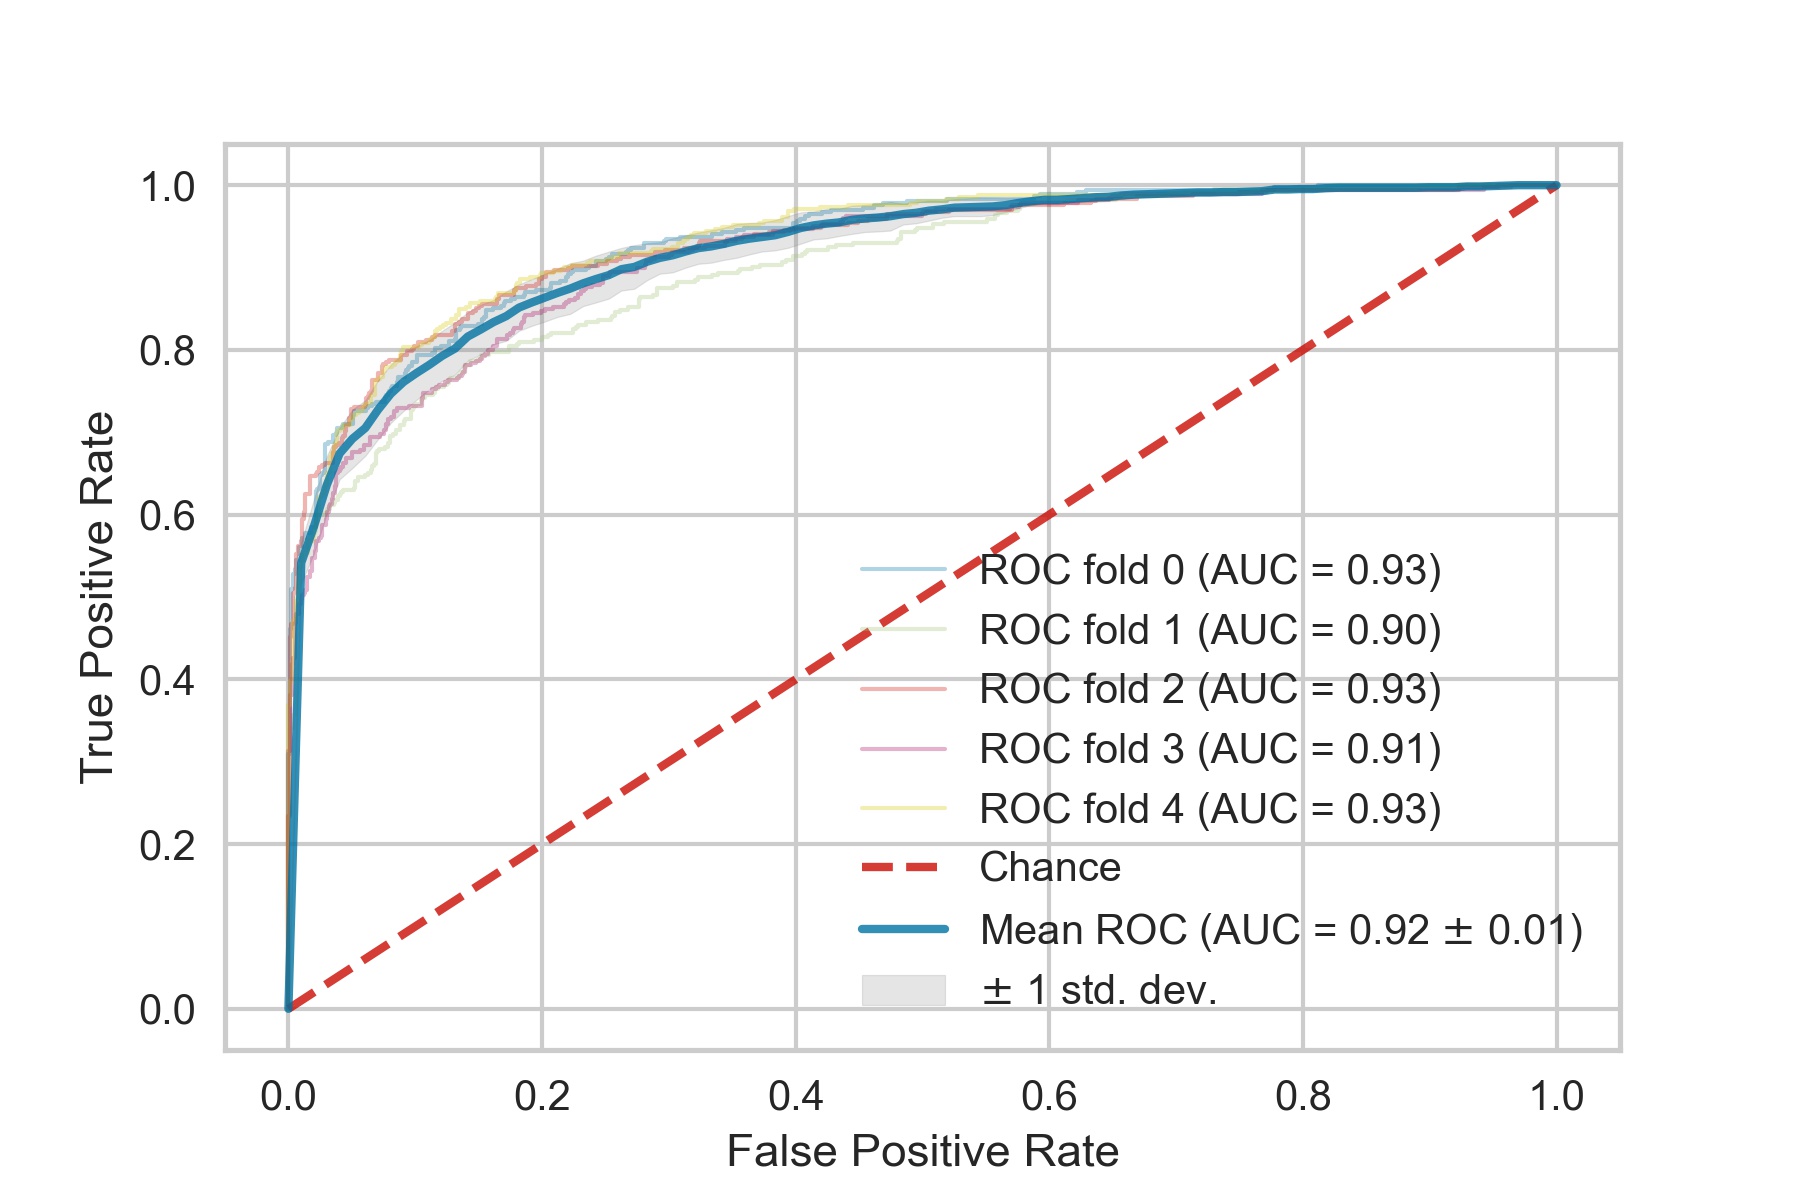 1.0
0.8
0.6
0.4
0.2
0.0
True Positive Rate
ROC fold 0 (AUC = 0.93)
ROC fold 1 (AUC = 0.90)
ROC fold 2 (AUC = 0.93)
ROC fold 3 (AUC = 0.91)
ROC fold 4 (AUC = 0.93)
Chance
Mean ROC (AUC = 0.92 ± 0.01)
± 1 std. dev.
0.0 0.2 0.4 0.6 0.8 1.0
False Positive Rate